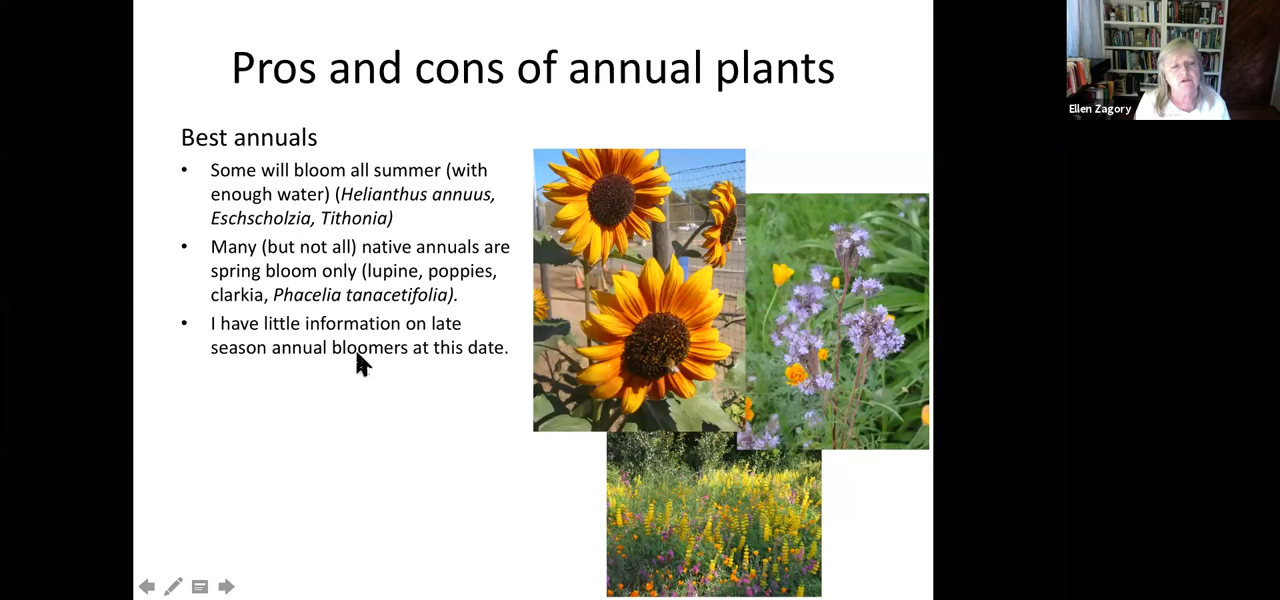 Pros and cons of annual plants
Ellen Zagory
Best annuals
• Some will bloom all summer (with
enough water) (Helianthus annuus,
Eschscholzia, Tithonia)
• Many (but not all) native annuals are
spring bloom only (lupine, poppies,
clarkia, Phacelia tanacetifolia).
• I have little information on late
season annual bloomers at this date.